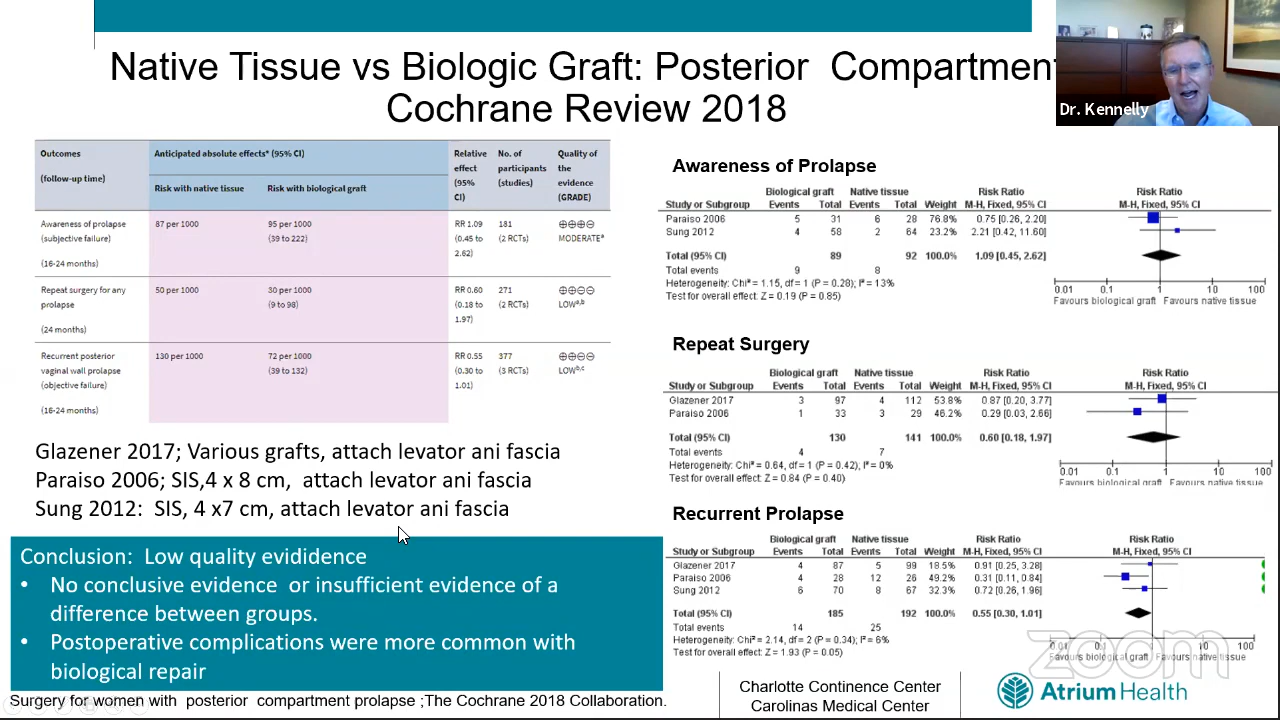 Native Tissue vs Biologic Graft: Posterior Compartment
Cochrane Review 2018
Dr. Kennelly
Outcomes
(follow-up time)
Anticipated absolute effects* (95% CI)
Risk with native tissue
Risk with biological graft
Relative
effect
(95%
CI)
No. of
participants
(studies)
Quality of
the
evidence
(GRADE)
Awareness of prolapse
(subjective failure)
(16-24 months)
87 per 1000
95 per 1000
(39 to 222)
RR 1.09
(0.45 to
2.62)
181
(2 RCTs)
⊕⊕⊕⊝
MODERATEᵃ
Repeat surgery for any
prolapse
(24 months)
50 per 1000
30 per 1000
(9 to 98)
RR 0.60
(0.18 to
1.97)
271
(2 RCTs)
⊕⊕⊝⊝
LOWᵃ,ᵇ
Recurrent posterior
vaginal wall prolapse
(objective failure)
(16-24 months)
130 per 1000
72 per 1000
(39 to 132)
RR 0.55
(0.30 to
1.01)
377
(3 RCTs)
⊕⊕⊝⊝
LOWᵇ,ᶜ
Glazener 2017; Various grafts, attach levator ani fascia
Paraiso 2006; SIS,4 x 8 cm, attach levator ani fascia
Sung 2012: SIS, 4 x7 cm, attach levator ani fascia
Conclusion: Low quality evididence
• No conclusive evidence or insufficient evidence of a
difference between groups.
• Postoperative complications were more common with
biological repair
Surgery for women with posterior compartment prolapse ;The Cochrane 2018 Collaboration.
Awareness of Prolapse
Biological graft Native tissue Risk Ratio Risk Ratio
Study or Subgroup Events Total Events Total Weight M-H, Fixed, 95% CI M-H, Fixed, 95% CI
Paraiso 2006 5 31 6 28 76.8% 0.75 [0.26, 2.20]
Sung 2012 4 58 2 64 23.2% 2.21 [0.42, 11.60]
Total (95% CI) 89 92 100.0% 1.09 [0.45, 2.62]
Total events 9 8
Heterogeneity: Chi² = 1.15, df = 1 (P = 0.28); I² = 13%
Test for overall effect: Z = 0.19 (P = 0.85)
0.01 0.1 1 10 100
Favours biological graft Favours native tissue
Repeat Surgery
Biological graft Native tissue Risk Ratio Risk Ratio
Study or Subgroup Events Total Events Total Weight M-H, Fixed, 95% CI M-H, Fixed, 95% CI
Glazener 2017 3 97 4 112 53.8% 0.87 [0.20, 3.77]
Paraiso 2006 1 33 3 29 46.2% 0.29 [0.03, 2.66]
Total (95% CI) 130 141 100.0% 0.60 [0.18, 1.97]
Total events 4 7
Heterogeneity: Chi² = 0.64, df = 1 (P = 0.42); I² = 0%
Test for overall effect: Z = 0.84 (P = 0.40)
0.01 0.1 1 10 100
Favours biological graft Favours native tissue
Recurrent Prolapse
Biological graft Native tissue Risk Ratio Risk Ratio
Study or Subgroup Events Total Events Total Weight M-H, Fixed, 95% CI M-H, Fixed, 95% CI
Glazener 2017 4 87 5 99 18.5% 0.91 [0.25, 3.28]
Paraiso 2006 4 28 12 26 49.2% 0.31 [0.11, 0.84]
Sung 2012 6 70 8 67 32.3% 0.72 [0.26, 1.96]
Total (95% CI) 185 192 100.0% 0.55 [0.30, 1.01]
Total events 14 25
Heterogeneity: Chi² = 2.14, df = 2 (P = 0.34); I² = 6%
Test for overall effect: Z = 1.93 (P = 0.05)
0.01 0.1 1 10 100
Favours biological graft Favours native tissue
zoom
Charlotte Continence Center
Carolinas Medical Center
Atrium Health